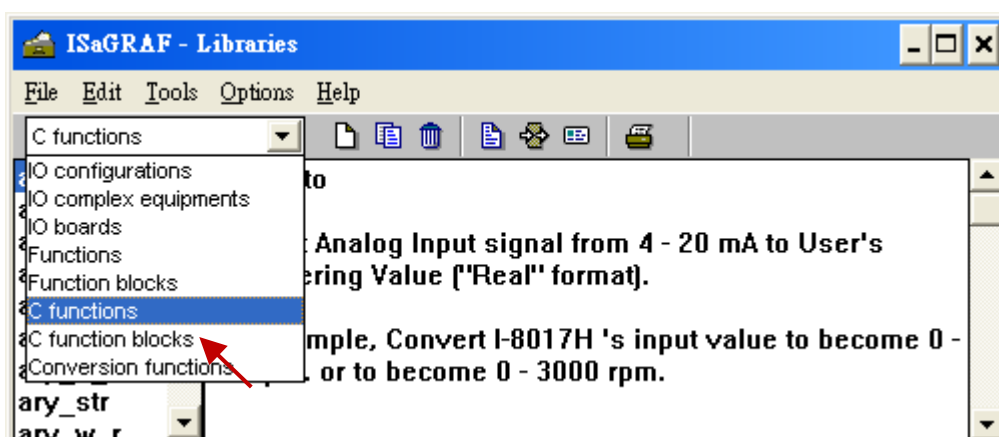 ISaGRAF - Libraries
File Edit Tools Options Help
C functions
IO configurations
IO complex equipments
IO boards
Functions
Function blocks
C functions
C function blocks
Conversion functions
ary_str
ary_w_r
to
Analog Input signal from 4 - 20 mA to User's
ering Value ("Real" format).
mple, Convert I-8017H 's input value to become 0 -
. or to become 0 - 3000 rpm.